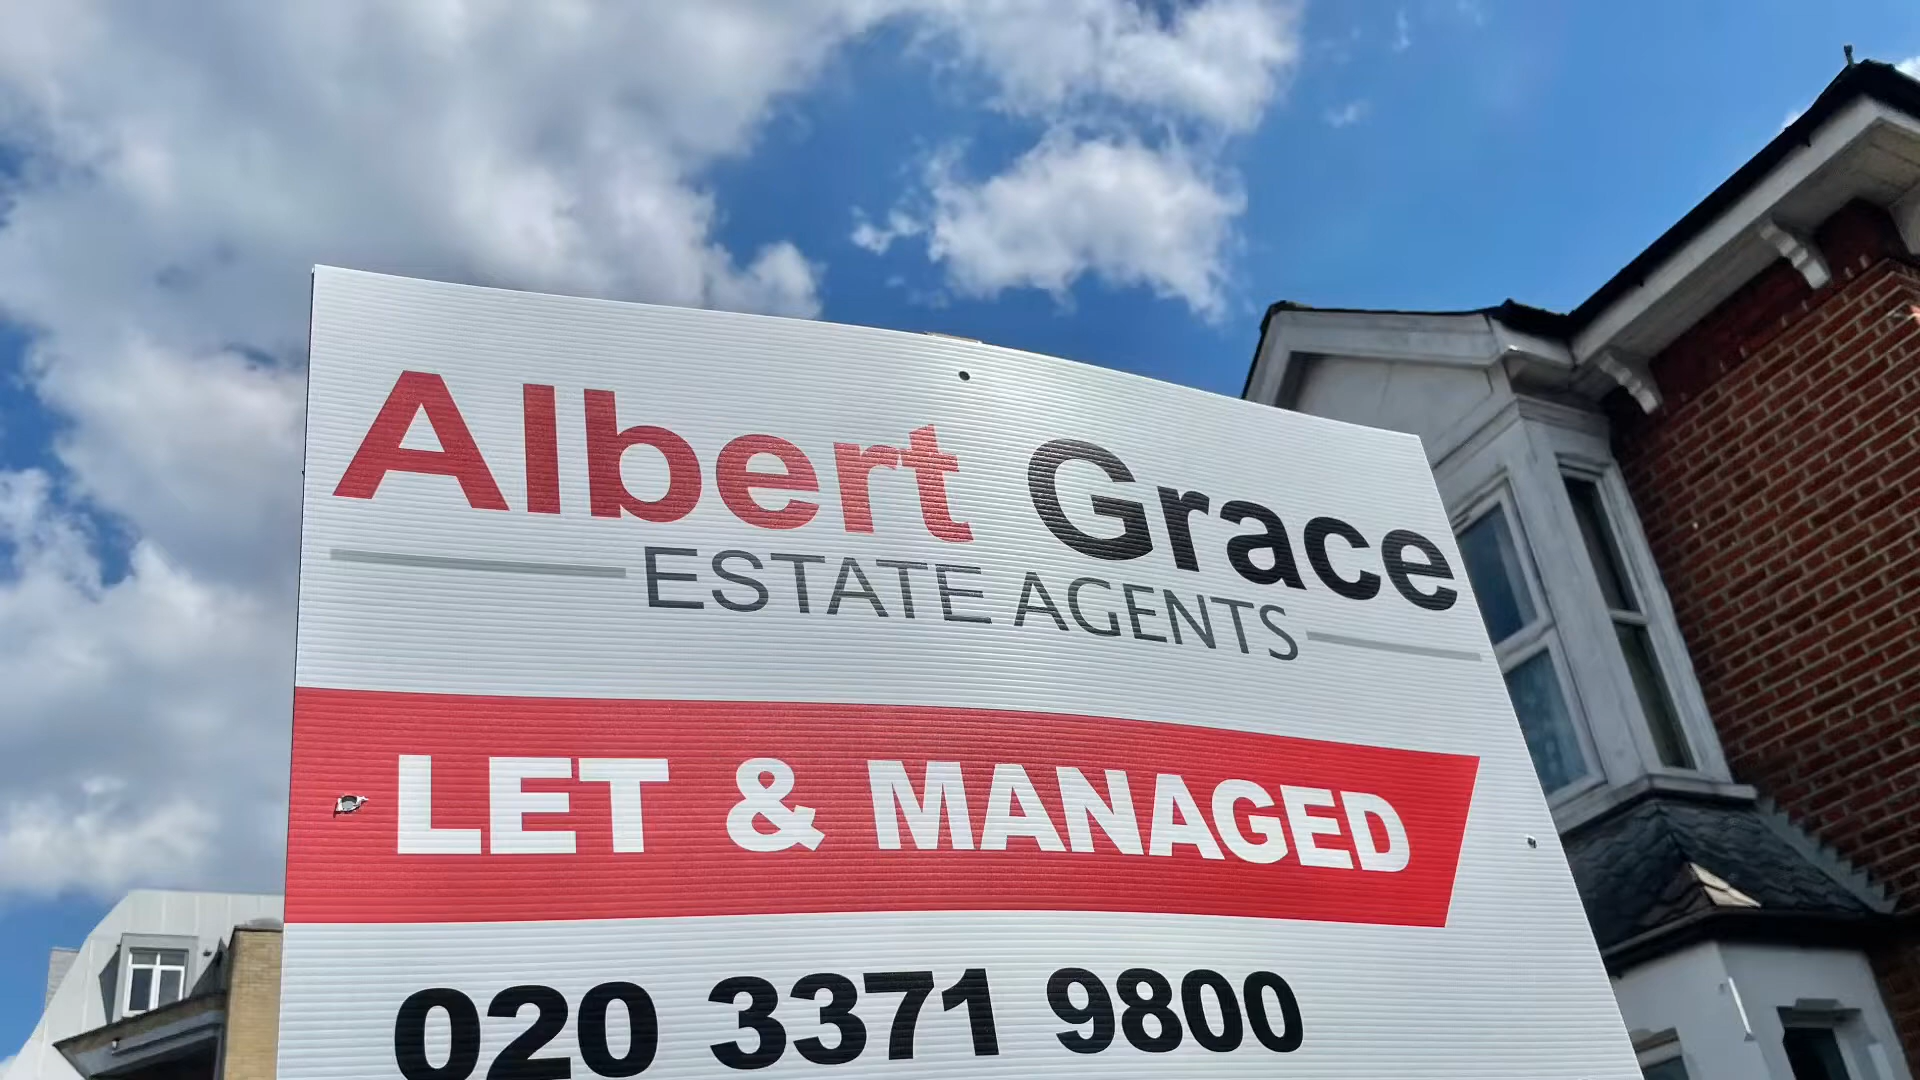 Albert Grace
ESTATE AGENTS
LET & MANAGED
020 3371 9800